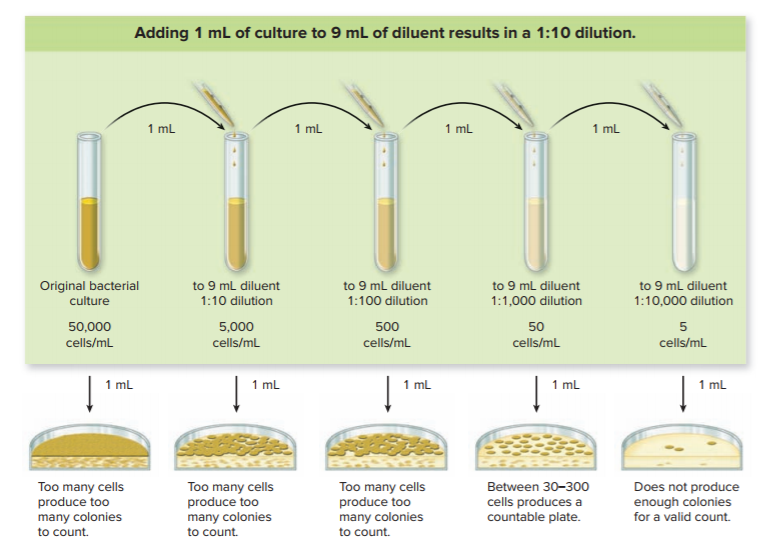 Adding 1 mL of culture to 9 mL of diluent results in a 1:10 dilution.
1 mL
1 mL
1 mL
1 mL
Original bacterial
culture
50,000
cells/mL
to 9 mL diluent
1:10 dilution
5,000
cells/mL
to 9 mL diluent
1:100 dilution
500
cells/mL
to 9 mL diluent
1:1,000 dilution
50
cells/mL
to 9 mL diluent
1:10,000 dilution
5
cells/mL
1 mL
1 mL
1 mL
1 mL
1 mL
Too many cells
produce too
many colonies
to count.
Too many cells
produce too
many colonies
to count.
Too many cells
produce too
many colonies
to count.
Between 30–300
cells produces a
countable plate.
Does not produce
enough colonies
for a valid count.